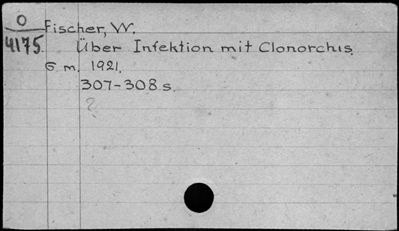 O
4175
Fischer, W.
Über Infektion mit Clonorchis.
G. m. 1921.
307-308 s.
?